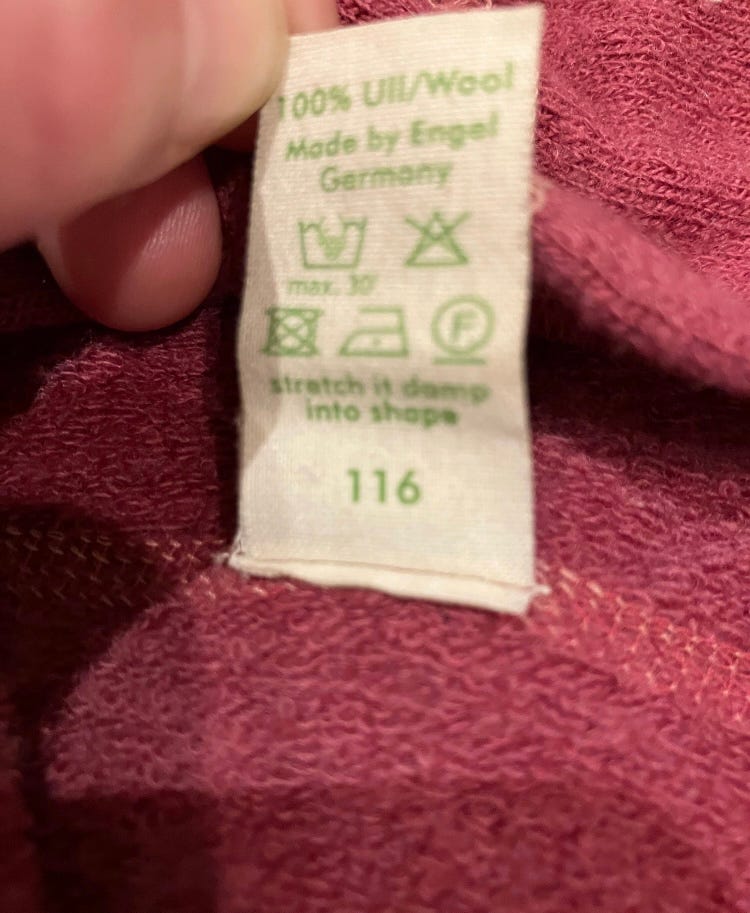 100% Ull/Wool
Made by Engel
Germany
max. 30°
F
stretch it damp
into shape
116